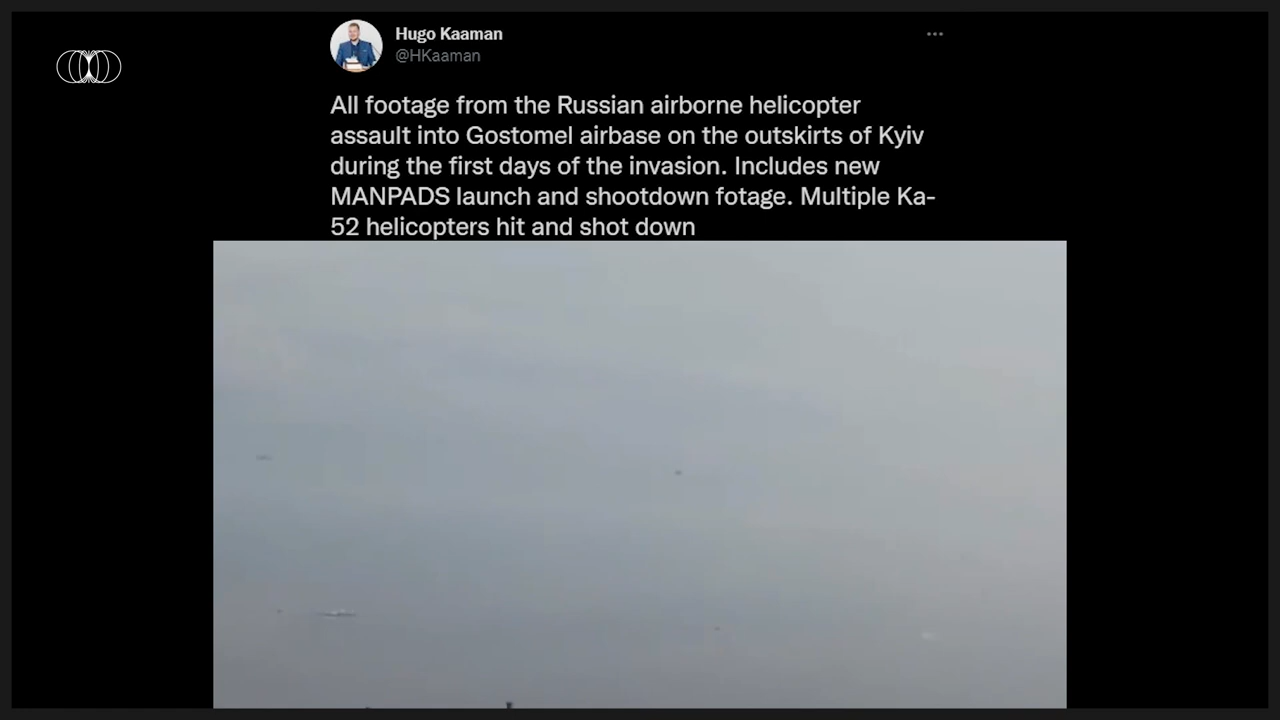 Hugo Kaaman
@HKaaman
All footage from the Russian airborne helicopter
assault into Gostomel airbase on the outskirts of Kyiv
during the first days of the invasion. Includes new
MANPADS launch and shootdown fotage. Multiple Ka-
52 helicopters hit and shot down